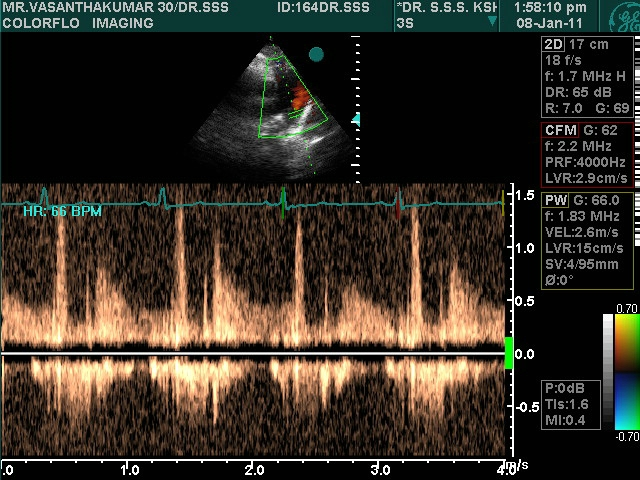 MR.VASANTHAKUMAR 30/DR.SSS ID:164DR.SSS *DR. S.S.S. KSH 1:58:10 pm
COLORFLO IMAGING 3S 08-Jan-11
2D 17 cm
18 f/s
f: 1.7 MHz H
DR: 65 dB
R: 7.0 G: 69
CFM G: 62
f: 2.2 MHz
PRF:4000Hz
LVR:2.9cm/s
PW G: 66.0
f: 1.83 MHz
VEL:2.6m/s
LVR:15cm/s
SV:4/95mm
Ø:0°
HR: 66 BPM
1.5
1.0
0.5
0.0
-0.5
m/s
0.70
-0.70
P:0dB
TIs:1.6
MI:0.4
.0 1.0 2.0 3.0 4.0
GE